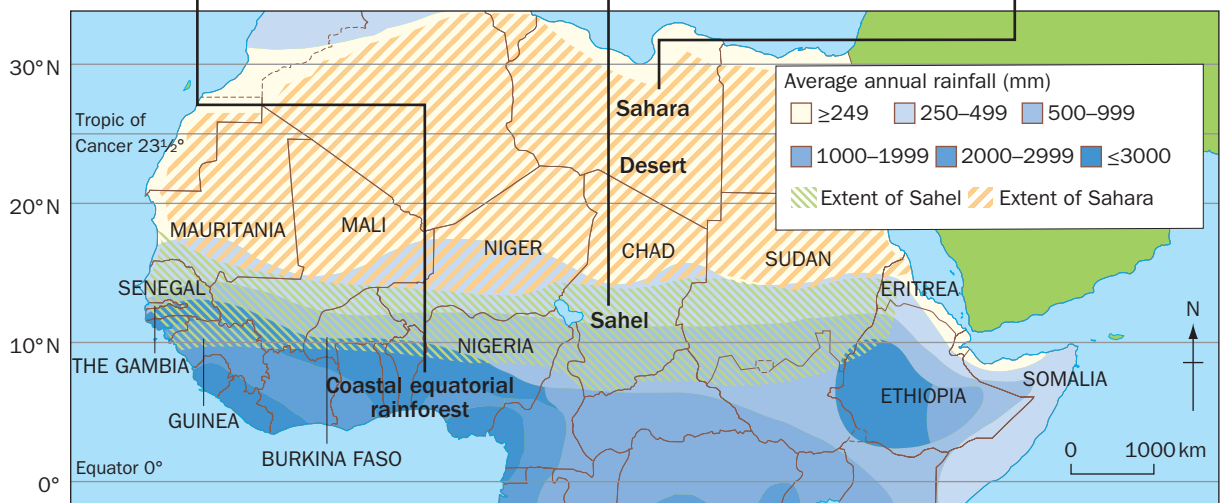 30°N
Tropic of
Cancer 23½°
20°N
10°N
Equator 0°
0°
Average annual rainfall (mm)
≥249
250–499
500–999
1000–1999
2000–2999
≤3000
Extent of Sahel
Extent of Sahara
Sahara
Desert
MAURITANIA
MALI
NIGER
CHAD
SUDAN
SENEGAL
ERITREA
Sahel
NIGERIA
THE GAMBIA
Coastal equatorial
rainforest
ETHIOPIA
SOMALIA
GUINEA
BURKINA FASO
N
0 1000 km